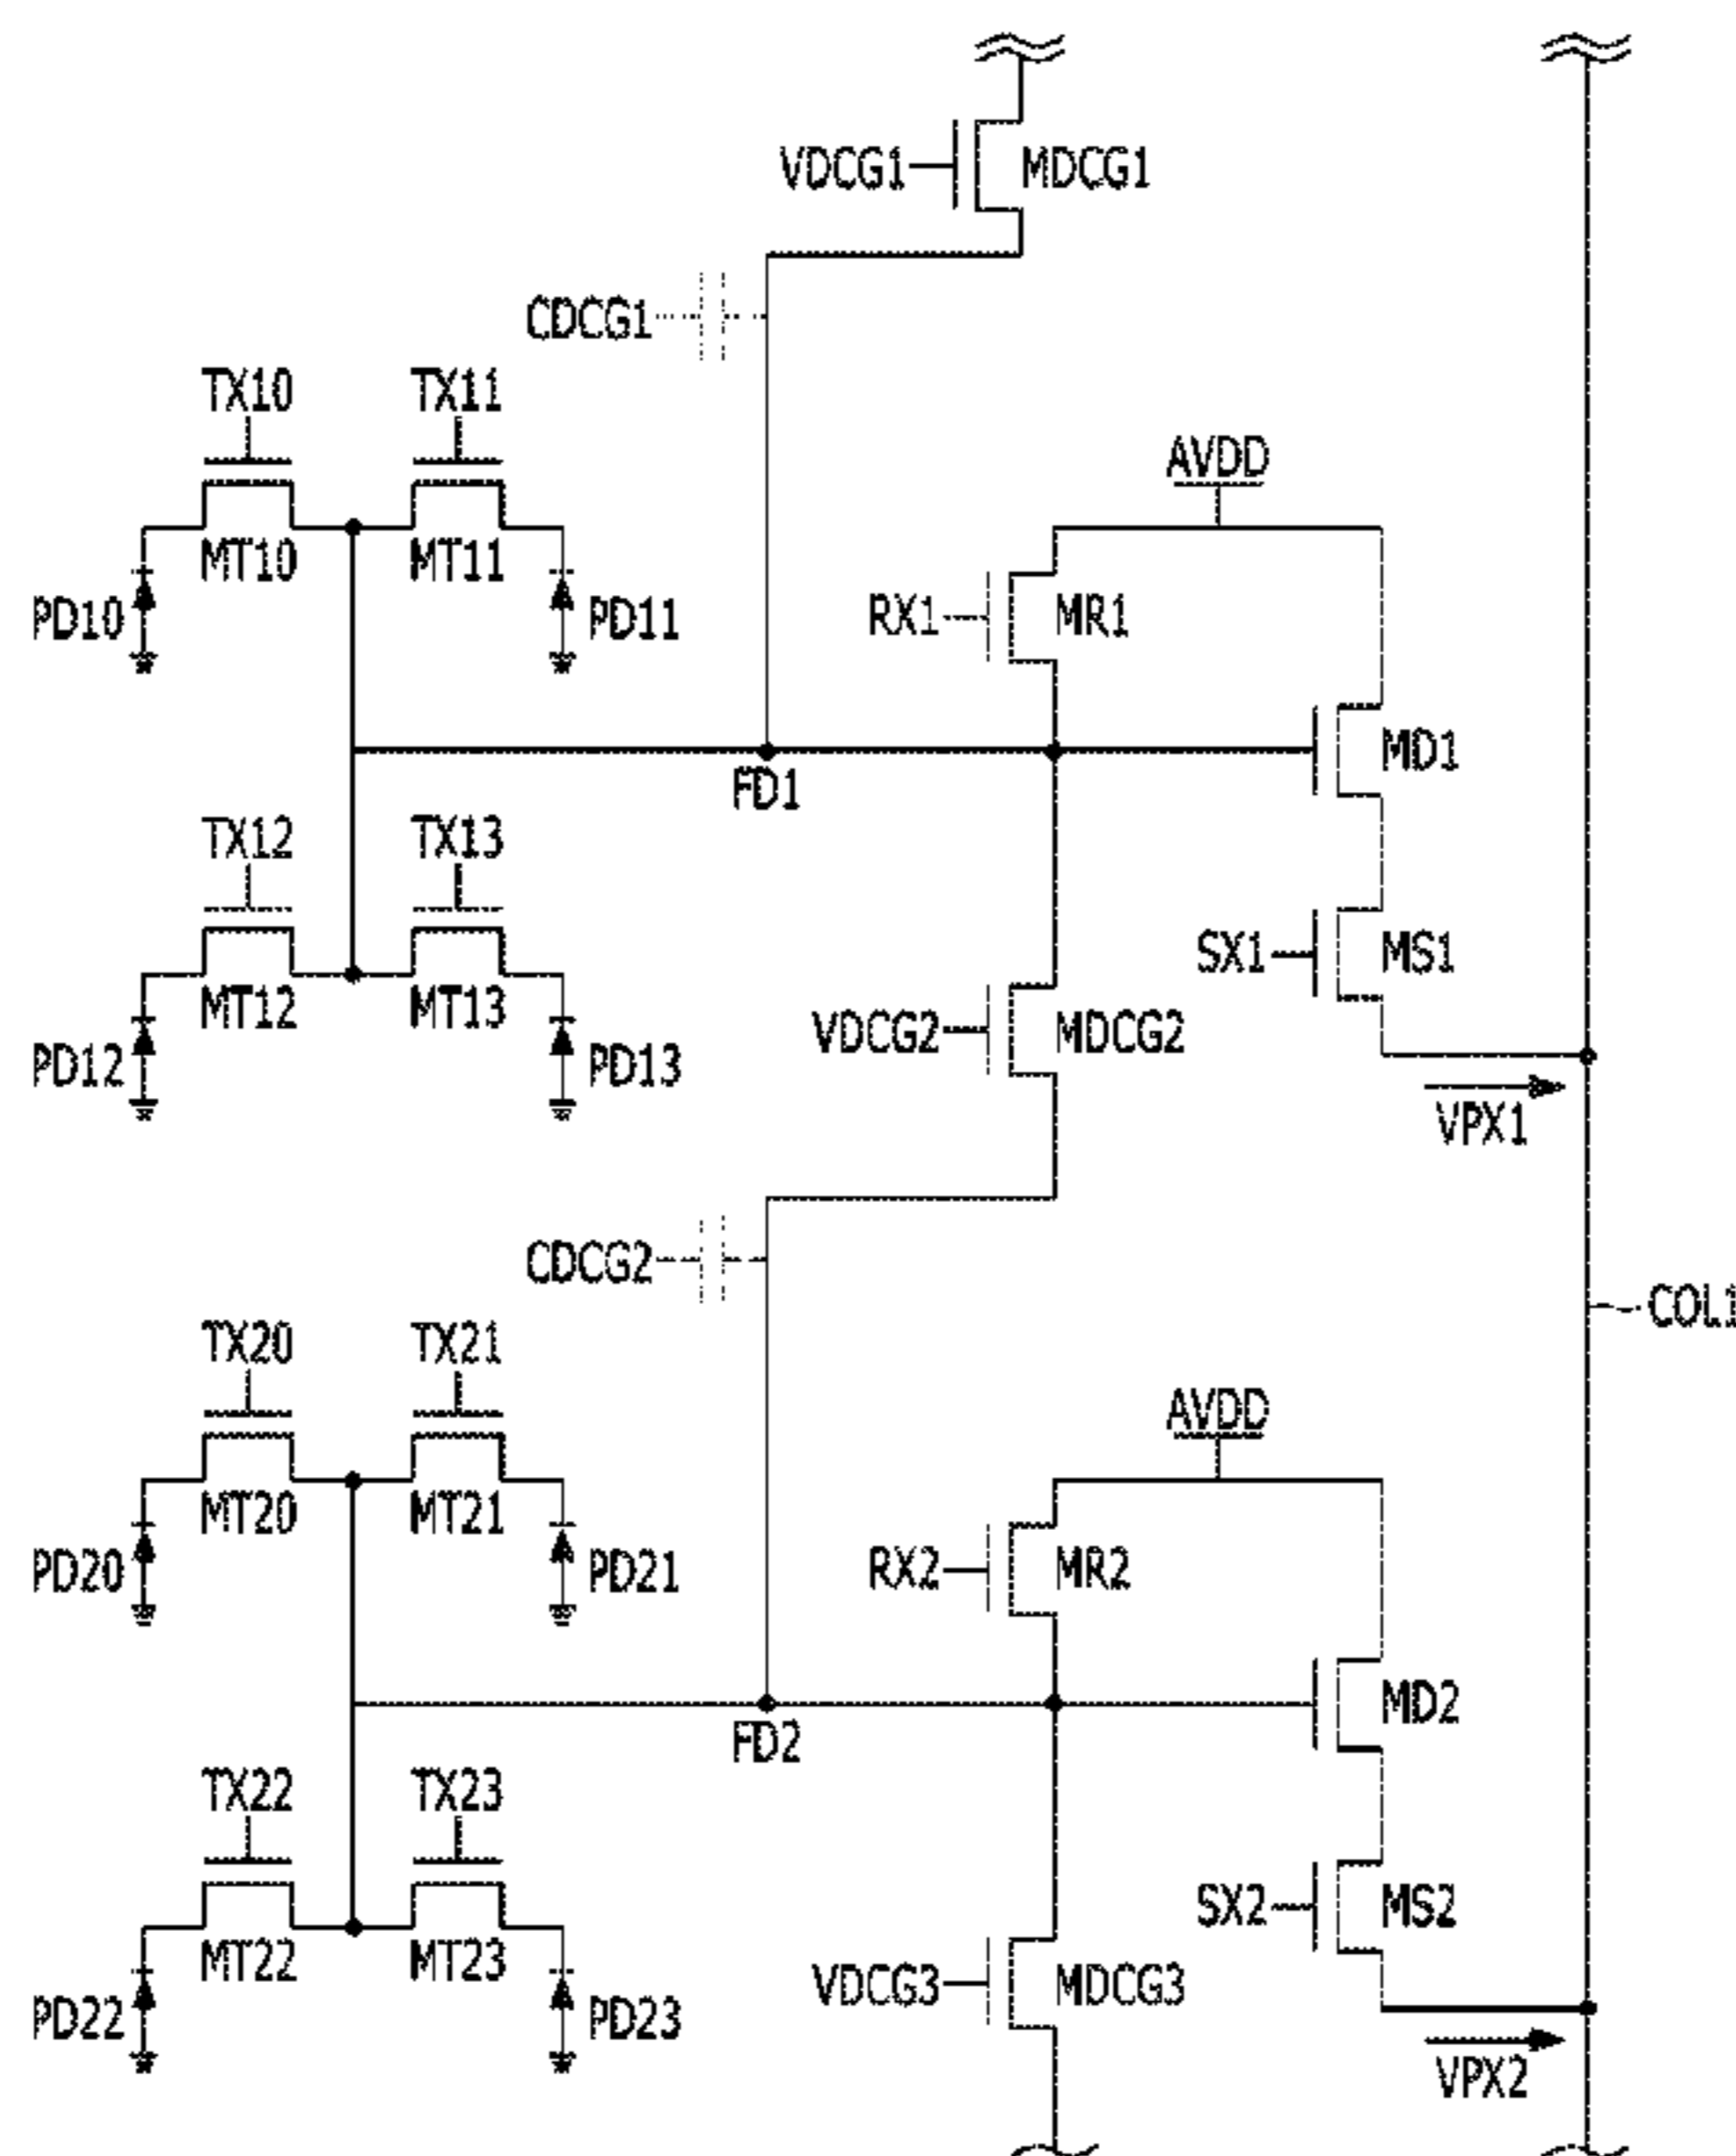 VDCG1 MDCG1
CDCG1
TX10 TX11
AVDD
MT10 MT11
PD10 PD11 RX1 MR1
MD1
FD1
TX12 TX13
SX1 MS1
MT12 MT13
VDCG2 MDCG2
PD12 PD13
VPX1
CDCG2
COL1
TX20 TX21
AVDD
MT20 MT21
PD20 PD21 RX2 MR2
MD2
FD2
TX22 TX23
SX2 MS2
MT22 MT23
VDCG3 MDCG3
PD22 PD23
VPX2